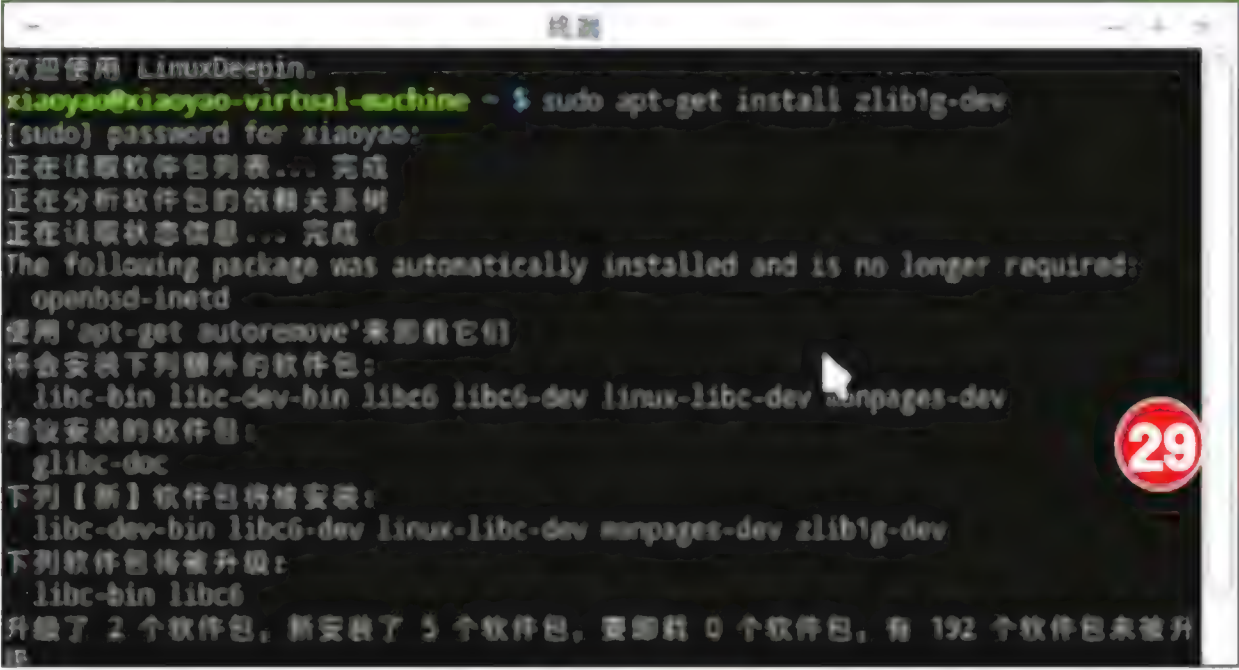 终端
欢迎使用 LinuxDeepin.
xiaoyao@xiaoyao-virtual-machine ~ $ sudo apt-get install zlib1g-dev
[sudo] password for xiaoyao:
正在读取软件包列表... 完成
正在分析软件包的依赖关系树
正在读取状态信息... 完成
The following package was automatically installed and is no longer required:
openbsd-inetd
使用'apt-get autoremove'来卸载它们
将会安装下列额外的软件包：
libc-bin libc-dev-bin libc6 libc6-dev linux-libc-dev manpages-dev
建议安装的软件包：
glibc-doc
下列【新】软件包将被安装：
libc-dev-bin libc6-dev linux-libc-dev manpages-dev zlib1g-dev
下列软件包将被升级：
libc-bin libc6
升级了 2 个软件包，新安装了 5 个软件包，要卸载 0 个软件包，有 192 个软件包未被升
级
29